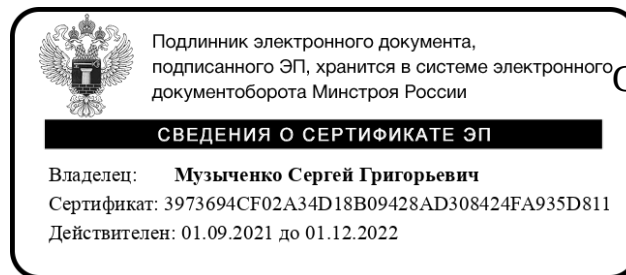 Подлинник электронного документа,
подписанного ЭП, хранится в системе электронного
документооборота Минстроя России
СВЕДЕНИЯ О СЕРТИФИКАТЕ ЭП
Владелец: Музыченко Сергей Григорьевич
Сертификат: 3973694CF02A34D18B09428AD308424FA935D811
Действителен: 01.09.2021 до 01.12.2022